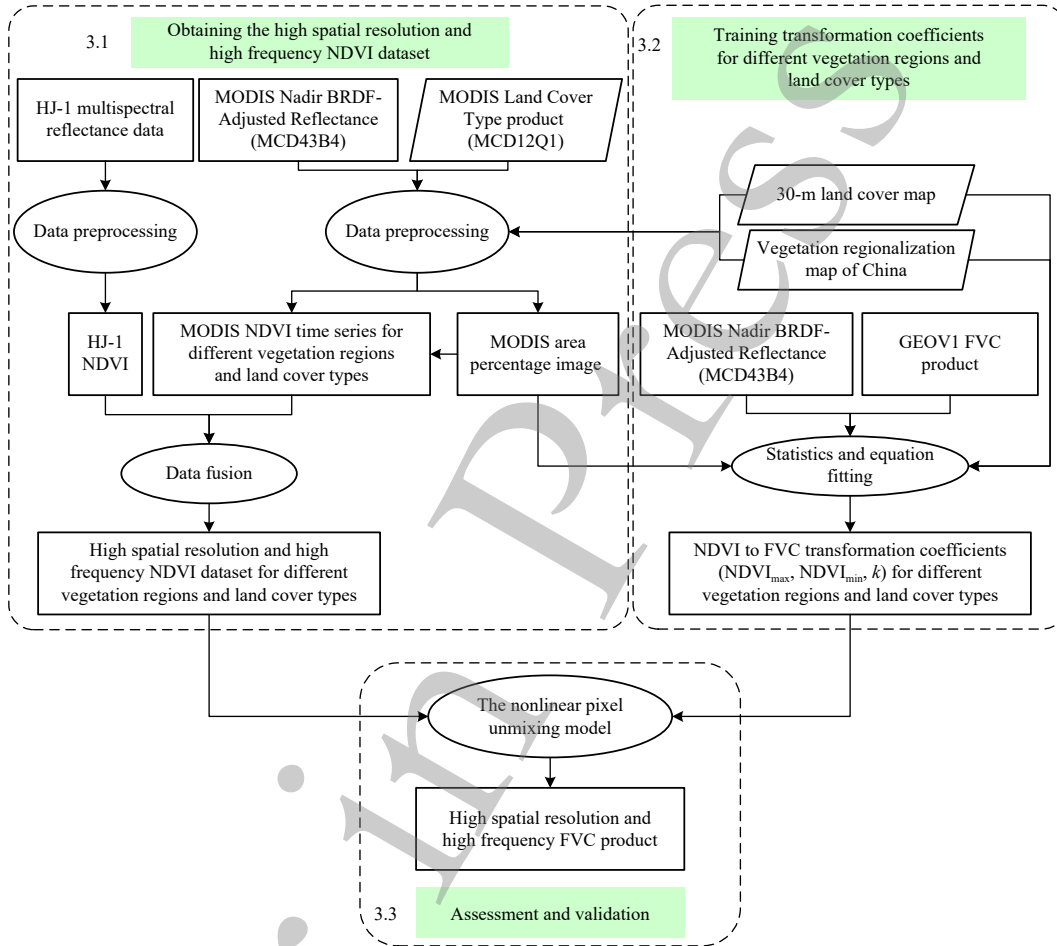 3.1
Obtaining the high spatial resolution and
high frequency NDVI dataset
HJ-1 multispectral
reflectance data
MODIS Nadir BRDF-
Adjusted Reflectance
(MCD43B4)
MODIS Land Cover
Type product
(MCD12Q1)
Data preprocessing
Data preprocessing
HJ-1
NDVI
MODIS NDVI time series for
different vegetation regions
and land cover types
MODIS area
percentage image
Data fusion
High spatial resolution and high
frequency NDVI dataset for different
vegetation regions and land cover types
3.2
Training transformation coefficients
for different vegetation regions and
land cover types
30-m land cover map
Vegetation regionalization
map of China
MODIS Nadir BRDF-
Adjusted Reflectance
(MCD43B4)
GEOV1 FVC
product
Statistics and equation
fitting
NDVI to FVC transformation coefficients
(NDVImax, NDVImin, k) for different
vegetation regions and land cover types
The nonlinear pixel
unmixing model
High spatial resolution and
high frequency FVC product
3.3
Assessment and validation
in Press